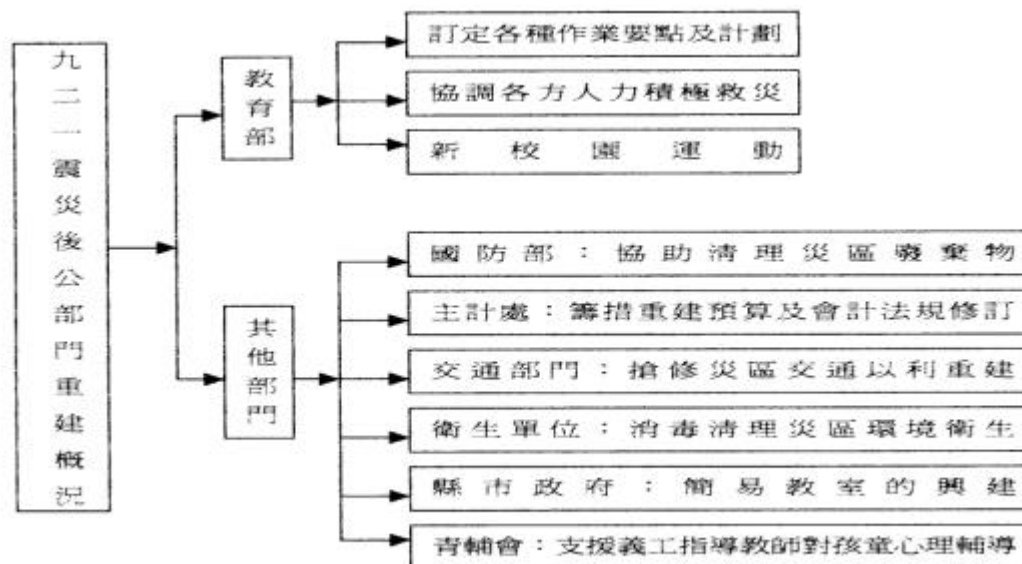 九二一震災後公部門重建概況
教育部
訂定各種作業要點及計劃
協調各方人力積極救災
新校園運動
其他部門
國防部：協助清理災區廢棄物
主計處：籌措重建預算及會計法規修訂
交通部門：搶修災區交通以利重建
衛生單位：消毒清理災區環境衛生
縣市政府：簡易教室的興建
青輔會：支援義工指導教師對孩童心理輔導